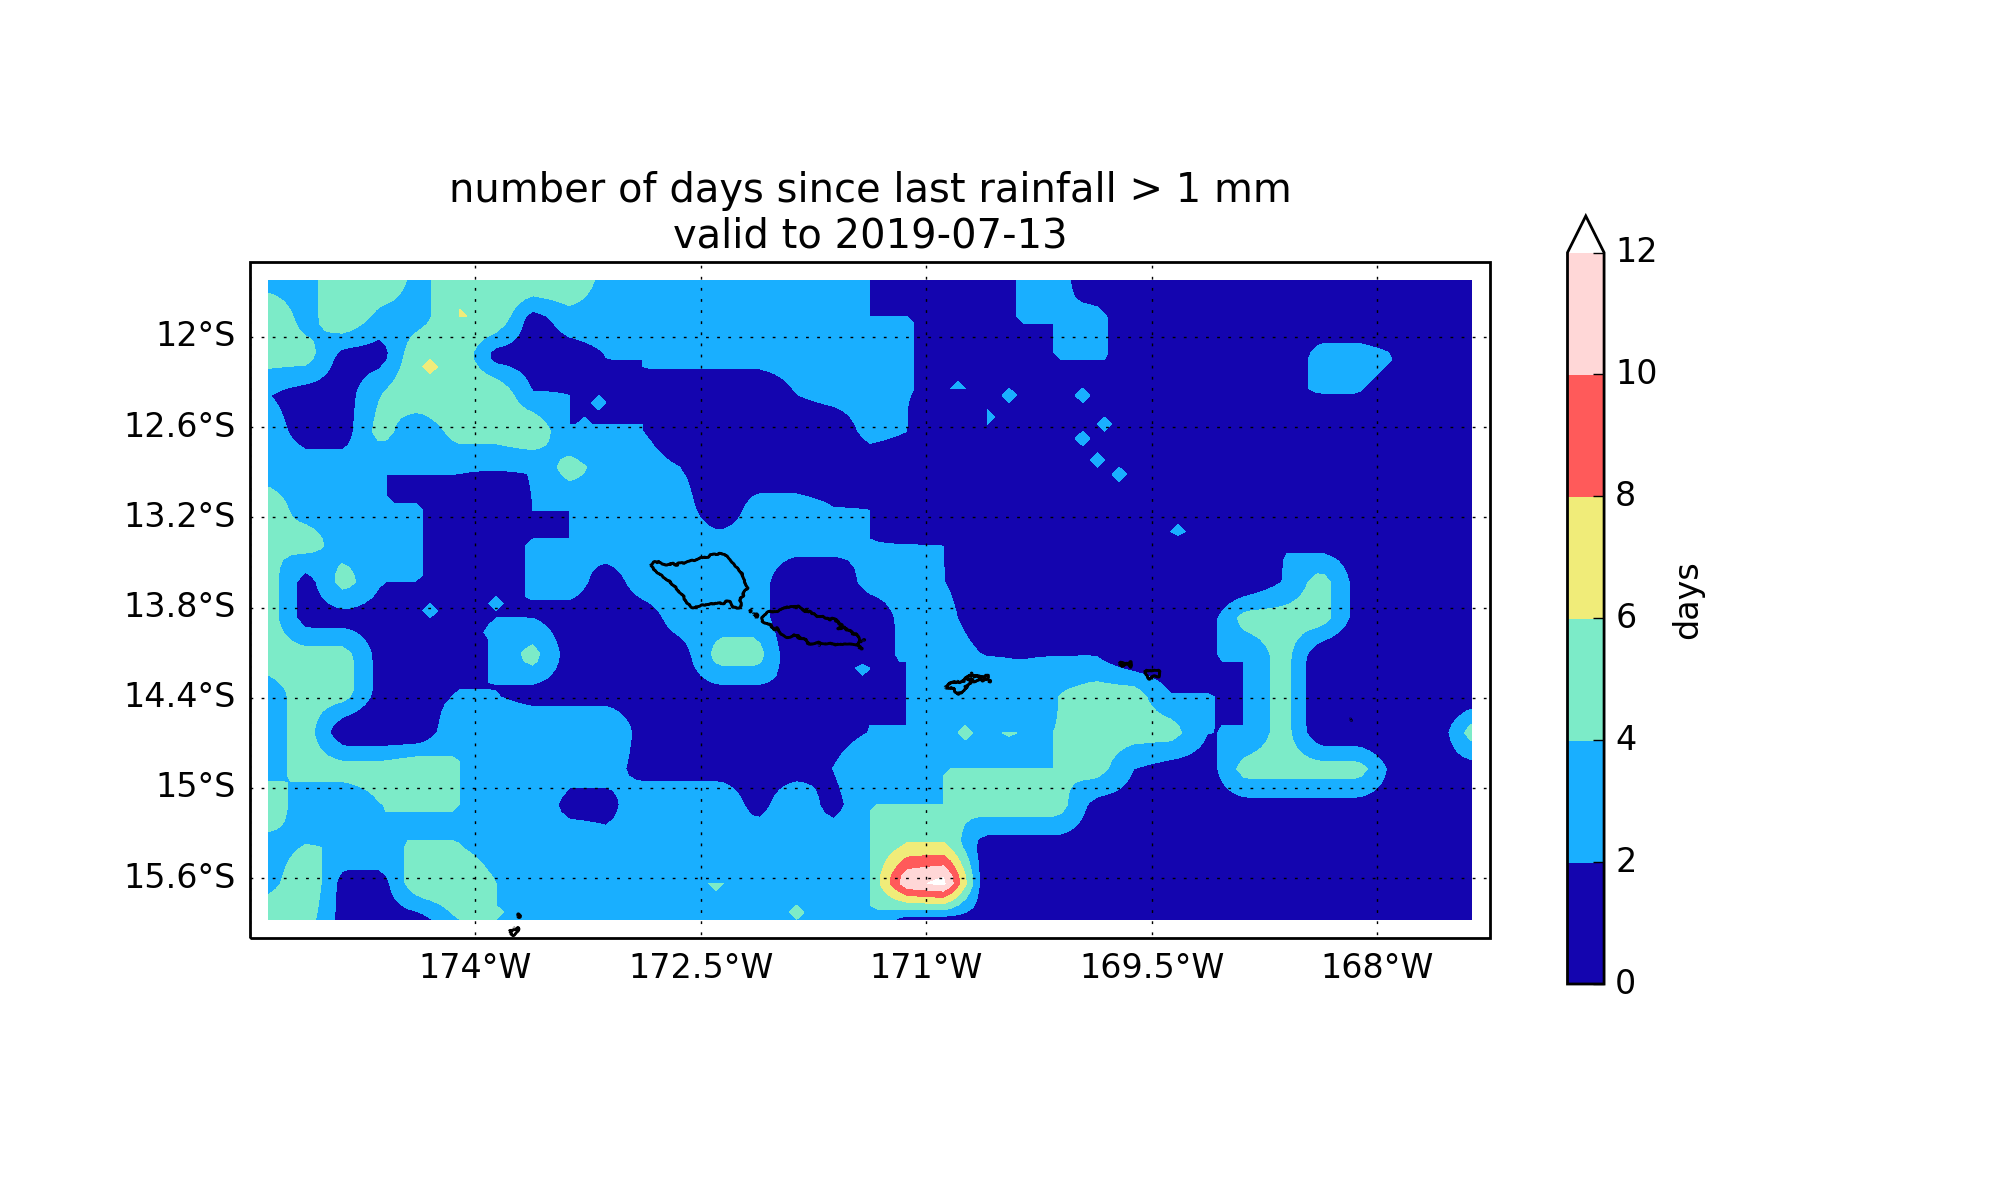 number of days since last rainfall > 1 mm
valid to 2019-07-13
12°S
12.6°S
13.2°S
13.8°S
14.4°S
15°S
15.6°S
174°W
172.5°W
171°W
169.5°W
168°W
12
10
8
6
4
2
0
days